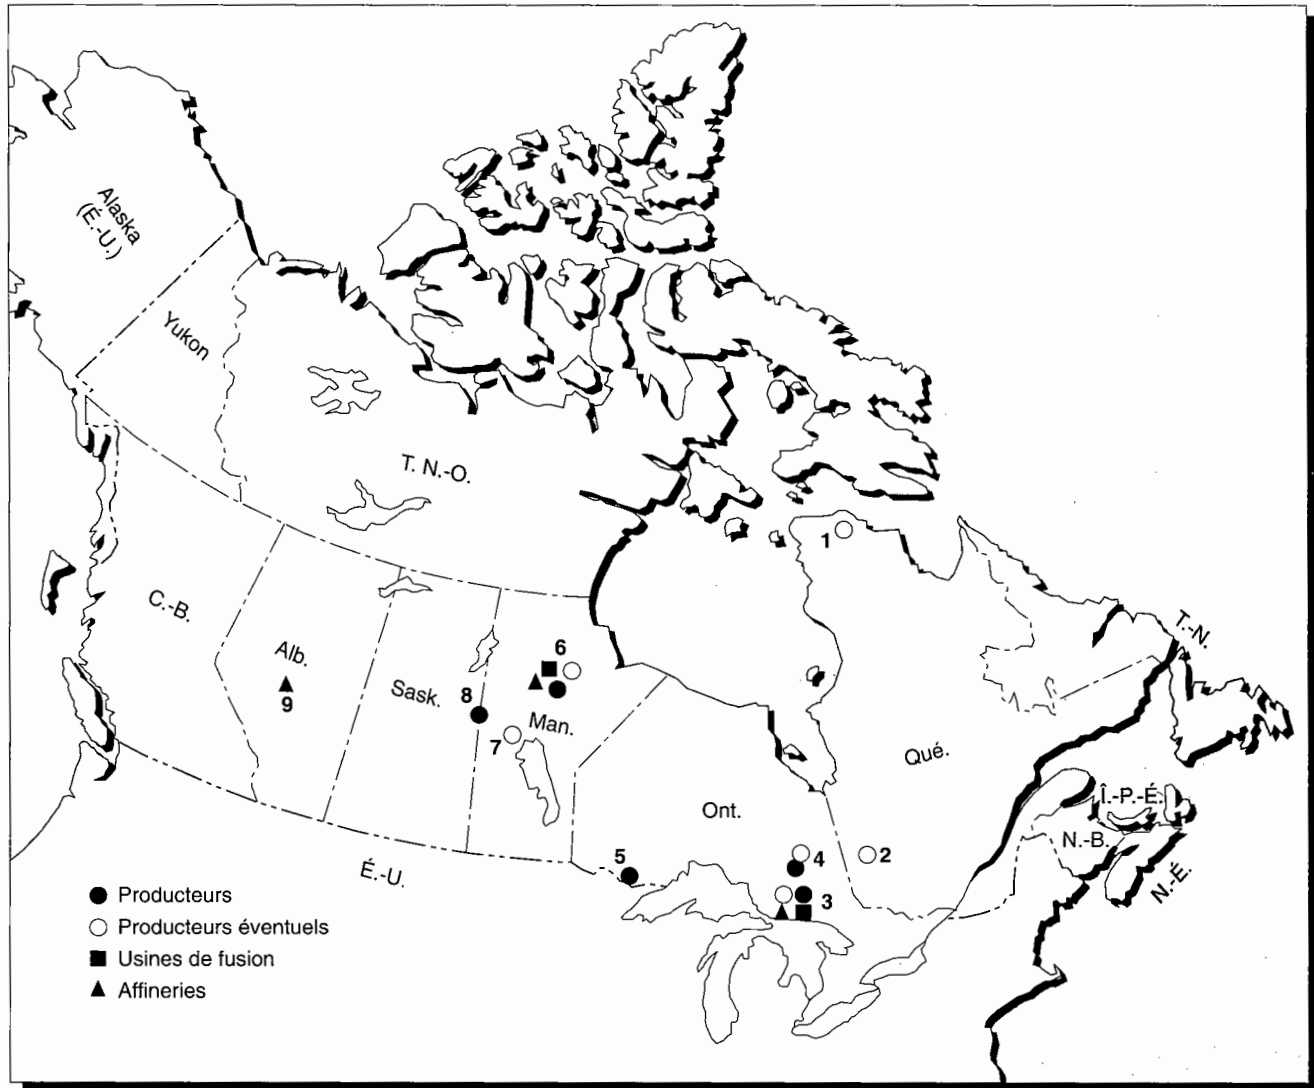 Alaska
(É.-U.)
Yukon
T. N.-O.
1
C.-B.
T.-N.
Alb.
9
Sask.
8
6
Man.
7
Qué.
Î.-P.-É.
Ont.
N.-B.
N.-É.
5
4
2
3
É.-U.
Producteurs
Producteurs éventuels
Usines de fusion
Affineries